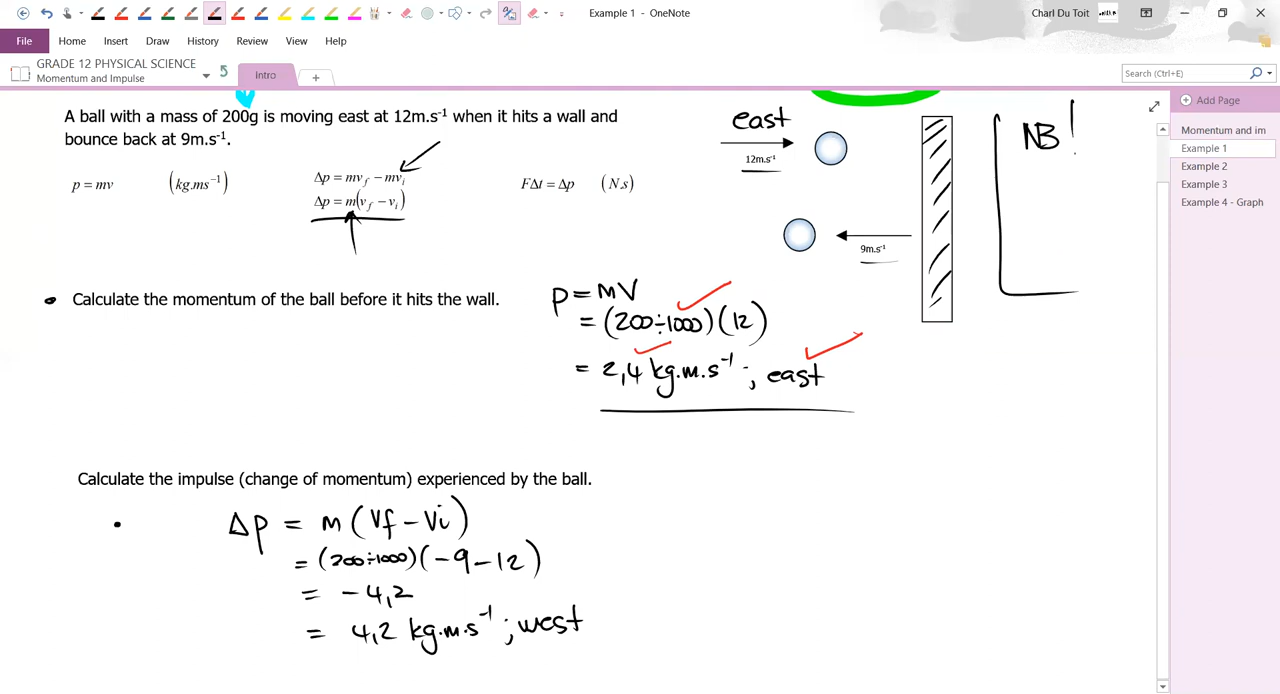 Example 1 - OneNote
Charl Du Toit
File Home Insert Draw History Review View Help
GRADE 12 PHYSICAL SCIENCE
Momentum and Impulse
Intro
Search (Ctrl+E)
Add Page
Momentum and im
Example 1
Example 2
Example 3
Example 4 - Graph
A ball with a mass of 200g is moving east at 12m.s⁻¹ when it hits a wall and
bounce back at 9m.s⁻¹.
p = mv (kg.ms⁻¹)
Δp = mv_f − mv_i
Δp = m(v_f − v_i)
FΔt = Δp (N.s)
east
12m.s⁻¹
9m.s⁻¹
NB!
Calculate the momentum of the ball before it hits the wall.
p = mv
= (200÷1000)(12)
= 2,4 kg.m.s⁻¹; east
Calculate the impulse (change of momentum) experienced by the ball.
Δp = m(vf − vi)
= (200÷1000)(−9−12)
= −4,2
= 4,2 kg.m.s⁻¹; west